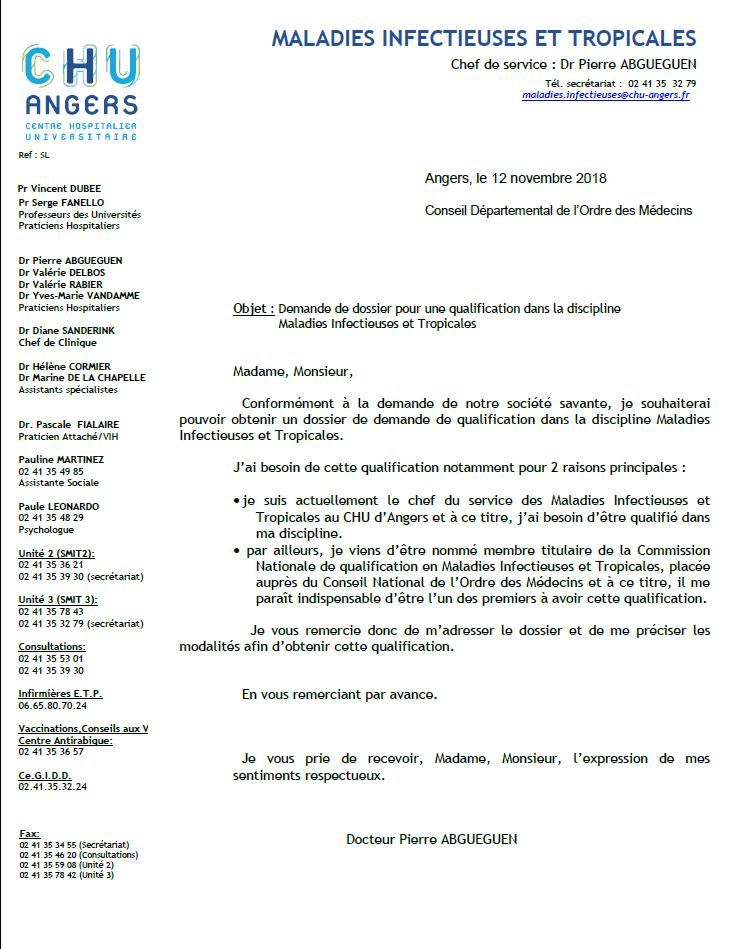 MALADIES INFECTIEUSES ET TROPICALES
Chef de service : Dr Pierre ABGUEGUEN
Tél. secrétariat : 02 41 35 32 79
maladies.infectieuses@chu-angers.fr
CHU
ANGERS
CENTRE HOSPITALIER
UNIVERSITAIRE
Ref : SL
Pr Vincent DUBEE
Pr Serge FANELLO
Professeurs des Universités
Praticiens Hospitaliers
Dr Pierre ABGUEGUEN
Dr Valérie DELBOS
Dr Valérie RABIER
Dr Yves-Marie VANDAMME
Praticiens Hospitaliers
Dr Diane SANDERINK
Chef de Clinique
Dr Hélène CORMIER
Dr Marine DE LA CHAPELLE
Assistants spécialistes
Dr. Pascale FIALAIRE
Praticien Attaché/VIH
Pauline MARTINEZ
02 41 35 49 85
Assistante Sociale
Paule LEONARDO
02 41 35 48 29
Psychologue
Unité 2 (SMIT2):
02 41 35 36 21
02 41 35 39 30 (secrétariat)
Unité 3 (SMIT 3):
02 41 35 78 43
02 41 35 32 79 (secrétariat)
Consultations:
02 41 35 53 01
02 41 35 39 30
Infirmières E.T.P.
06.65.80.70.24
Vaccinations,Conseils aux V
Centre Antirabique:
02 41 35 36 57
Ce.G.I.D.D.
02.41.35.32.24
Fax:
02 41 35 34 55 (Secrétariat)
02 41 35 46 20 (Consultations)
02 41 35 59 08 (Unité 2)
02 41 35 78 42 (Unité 3)
Angers, le 12 novembre 2018
Conseil Départemental de l'Ordre des Médecins
Objet : Demande de dossier pour une qualification dans la discipline
Maladies Infectieuses et Tropicales
Madame, Monsieur,
Conformément à la demande de notre société savante, je souhaiterai
pouvoir obtenir un dossier de demande de qualification dans la discipline Maladies
Infectieuses et Tropicales.
J'ai besoin de cette qualification notamment pour 2 raisons principales :
• je suis actuellement le chef du service des Maladies Infectieuses et
Tropicales au CHU d'Angers et à ce titre, j'ai besoin d'être qualifié dans
ma discipline.
• par ailleurs, je viens d'être nommé membre titulaire de la Commission
Nationale de qualification en Maladies Infectieuses et Tropicales, placée
auprès du Conseil National de l'Ordre des Médecins et à ce titre, il me
paraît indispensable d'être l'un des premiers à avoir cette qualification.
Je vous remercie donc de m'adresser le dossier et de me préciser les
modalités afin d'obtenir cette qualification.
En vous remerciant par avance.
Je vous prie de recevoir, Madame, Monsieur, l'expression de mes
sentiments respectueux.
Docteur Pierre ABGUEGUEN